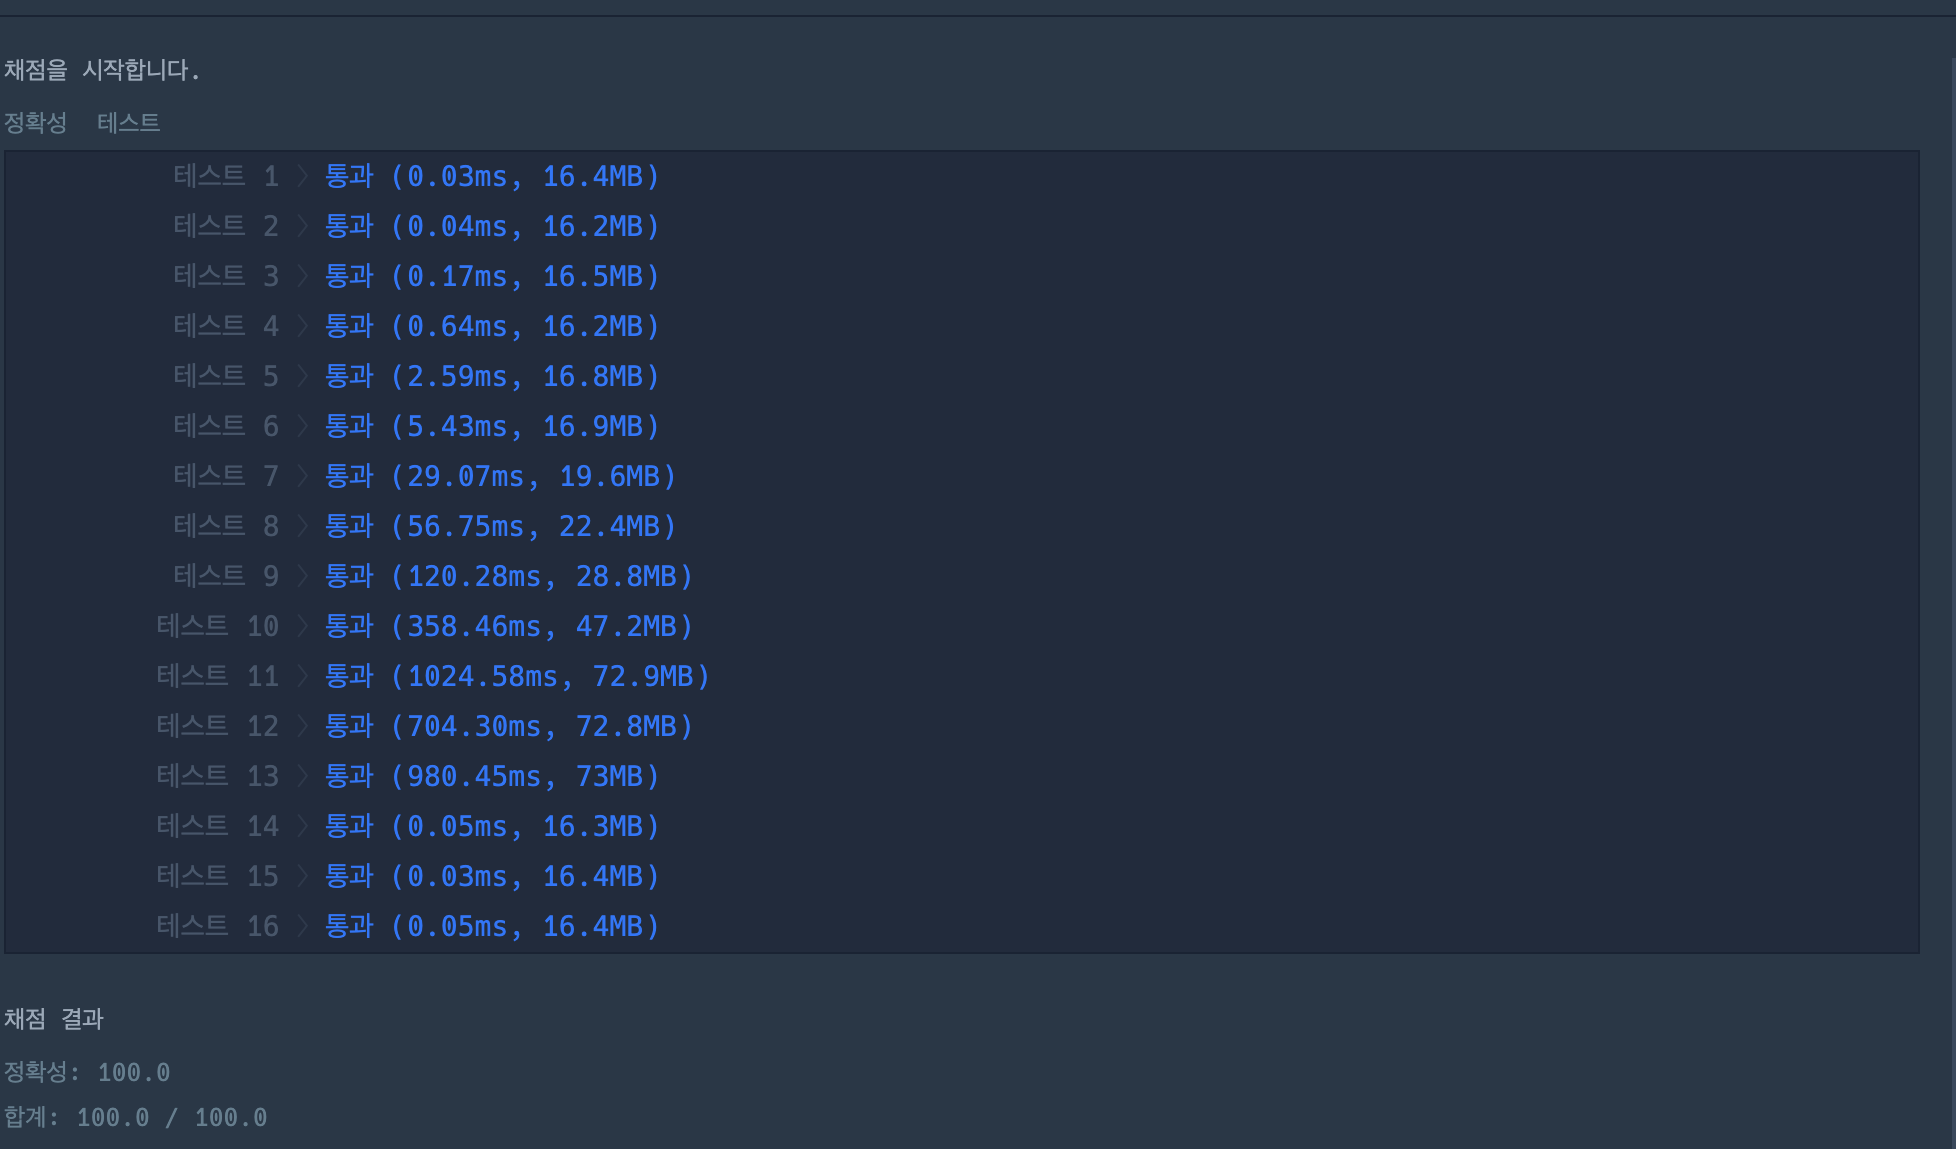 채점을 시작합니다.
정확성 테스트
테스트 1 〉 통과 (0.03ms, 16.4MB)
테스트 2 〉 통과 (0.04ms, 16.2MB)
테스트 3 〉 통과 (0.17ms, 16.5MB)
테스트 4 〉 통과 (0.64ms, 16.2MB)
테스트 5 〉 통과 (2.59ms, 16.8MB)
테스트 6 〉 통과 (5.43ms, 16.9MB)
테스트 7 〉 통과 (29.07ms, 19.6MB)
테스트 8 〉 통과 (56.75ms, 22.4MB)
테스트 9 〉 통과 (120.28ms, 28.8MB)
테스트 10 〉 통과 (358.46ms, 47.2MB)
테스트 11 〉 통과 (1024.58ms, 72.9MB)
테스트 12 〉 통과 (704.30ms, 72.8MB)
테스트 13 〉 통과 (980.45ms, 73MB)
테스트 14 〉 통과 (0.05ms, 16.3MB)
테스트 15 〉 통과 (0.03ms, 16.4MB)
테스트 16 〉 통과 (0.05ms, 16.4MB)
채점 결과
정확성: 100.0
합계: 100.0 / 100.0